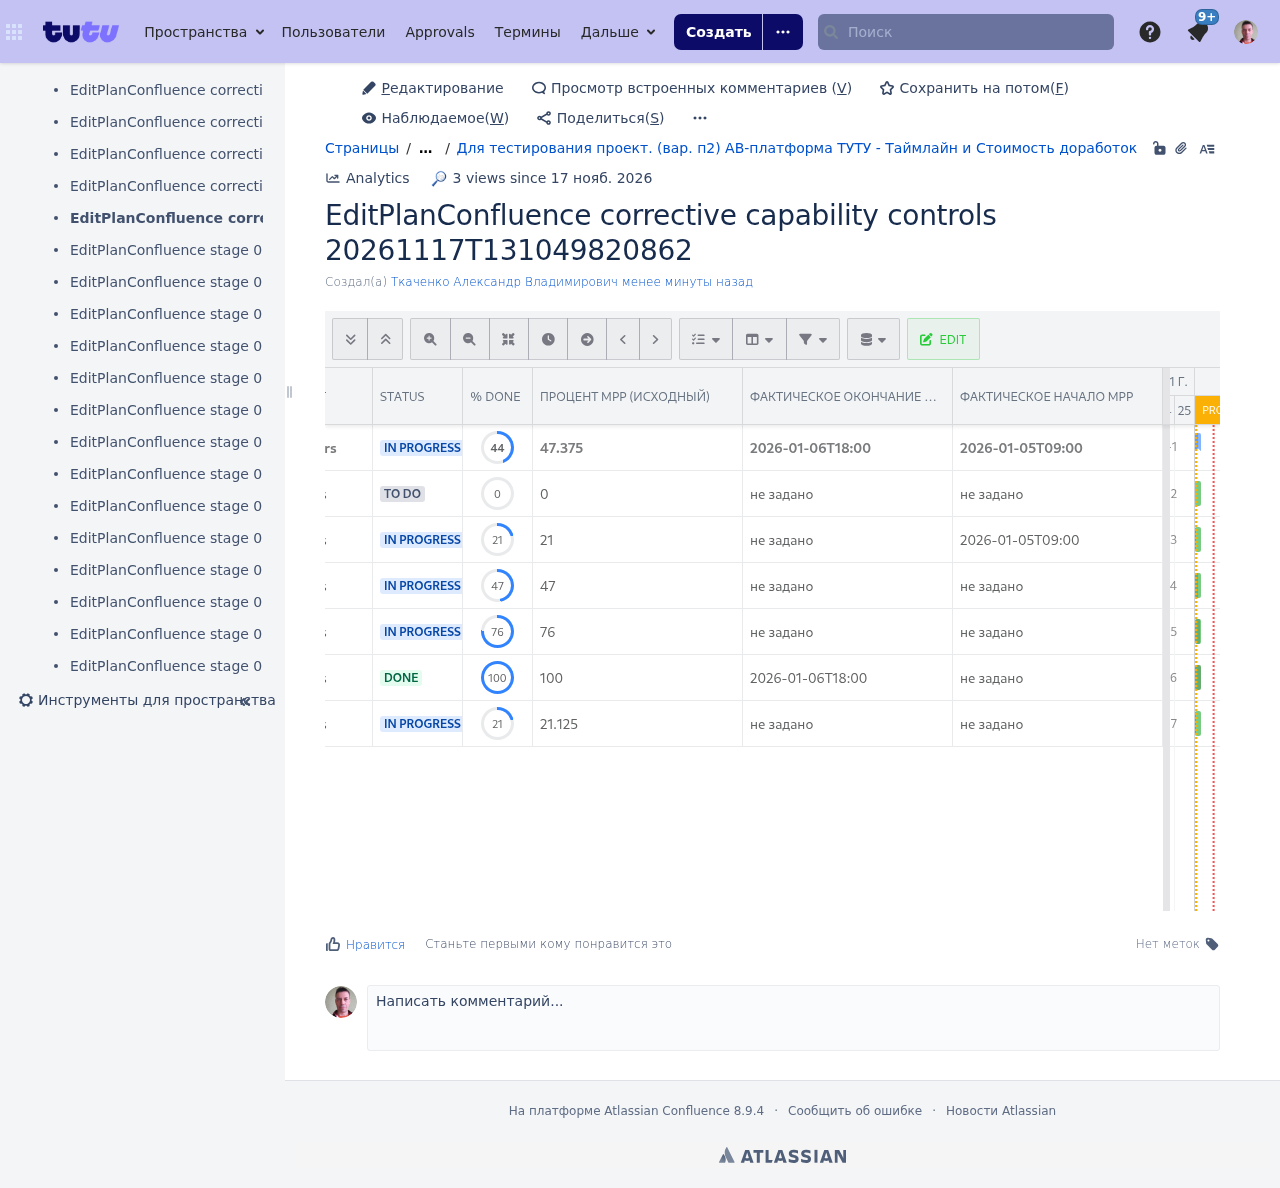 tutu Пространства Пользователи Approvals Термины Дальше Создать Поиск 9+
EditPlanConfluence correcti
EditPlanConfluence correcti
EditPlanConfluence correcti
EditPlanConfluence correcti
EditPlanConfluence corre
EditPlanConfluence stage 0
EditPlanConfluence stage 0
EditPlanConfluence stage 0
EditPlanConfluence stage 0
EditPlanConfluence stage 0
EditPlanConfluence stage 0
EditPlanConfluence stage 0
EditPlanConfluence stage 0
EditPlanConfluence stage 0
EditPlanConfluence stage 0
EditPlanConfluence stage 0
EditPlanConfluence stage 0
EditPlanConfluence stage 0
EditPlanConfluence stage 0
Инструменты для пространства
Редактирование Просмотр встроенных комментариев (V) Сохранить на потом(F)
Наблюдаемое(W) Поделиться(S)
Страницы / ... / Для тестирования проект. (вар. п2) АВ-платформа ТУТУ - Таймлайн и Стоимость доработок
Analytics 3 views since 17 нояб. 2026
EditPlanConfluence corrective capability controls
20261117T131049820862
Создал(а) Ткаченко Александр Владимирович менее минуты назад
EDIT
STATUS % DONE ПРОЦЕНТ MPP (ИСХОДНЫЙ) ФАКТИЧЕСКОЕ ОКОНЧАНИЕ ... ФАКТИЧЕСКОЕ НАЧАЛО MPP 1 Г. 25 PRO
rs IN PROGRESS 44 47.375 2026-01-06T18:00 2026-01-05T09:00 -1
s TO DO 0 0 не задано не задано 2
s IN PROGRESS 21 21 не задано 2026-01-05T09:00 3
s IN PROGRESS 47 47 не задано не задано 4
s IN PROGRESS 76 76 не задано не задано 5
s DONE 100 100 2026-01-06T18:00 не задано 6
s IN PROGRESS 21 21.125 не задано не задано 7
Нравится Станьте первыми кому понравится это Нет меток
Написать комментарий...
На платформе Atlassian Confluence 8.9.4 · Сообщить об ошибке · Новости Atlassian
ATLASSIAN